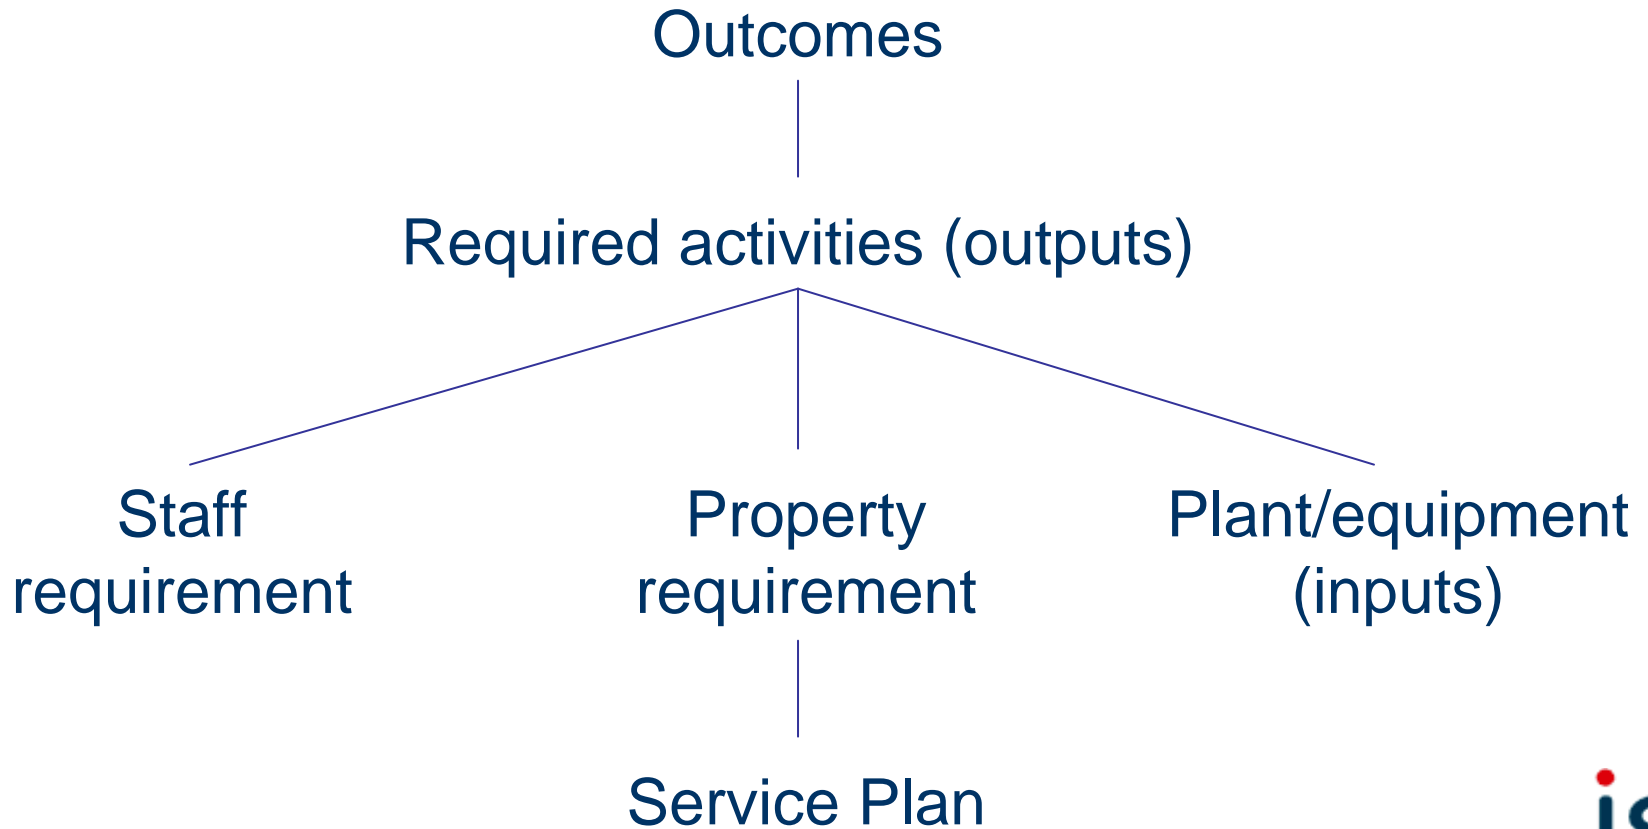 Outcomes
Required activities (outputs)
Staff
requirement
Property
requirement
Plant/equipment
(inputs)
Service Plan